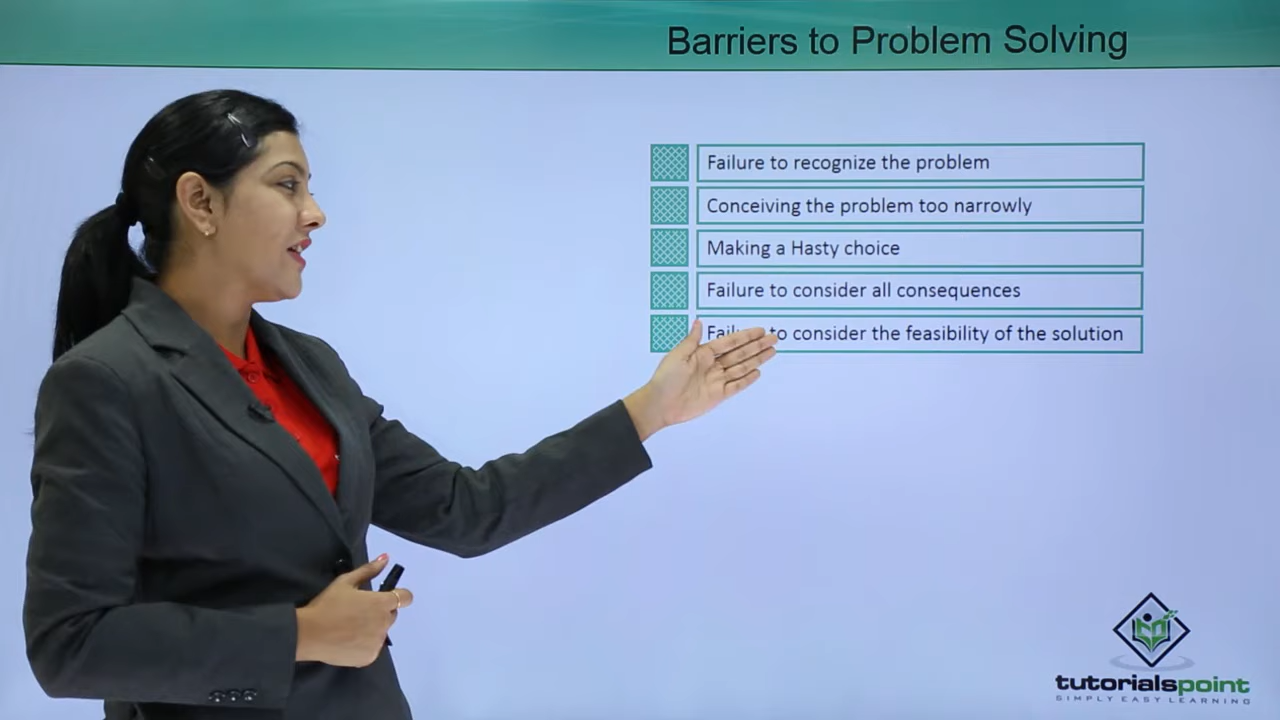 Barriers to Problem Solving
Failure to recognize the problem
Conceiving the problem too narrowly
Making a Hasty choice
Failure to consider all consequences
Failure to consider the feasibility of the solution
tutorialspoint
SIMPLY EASY LEARNING